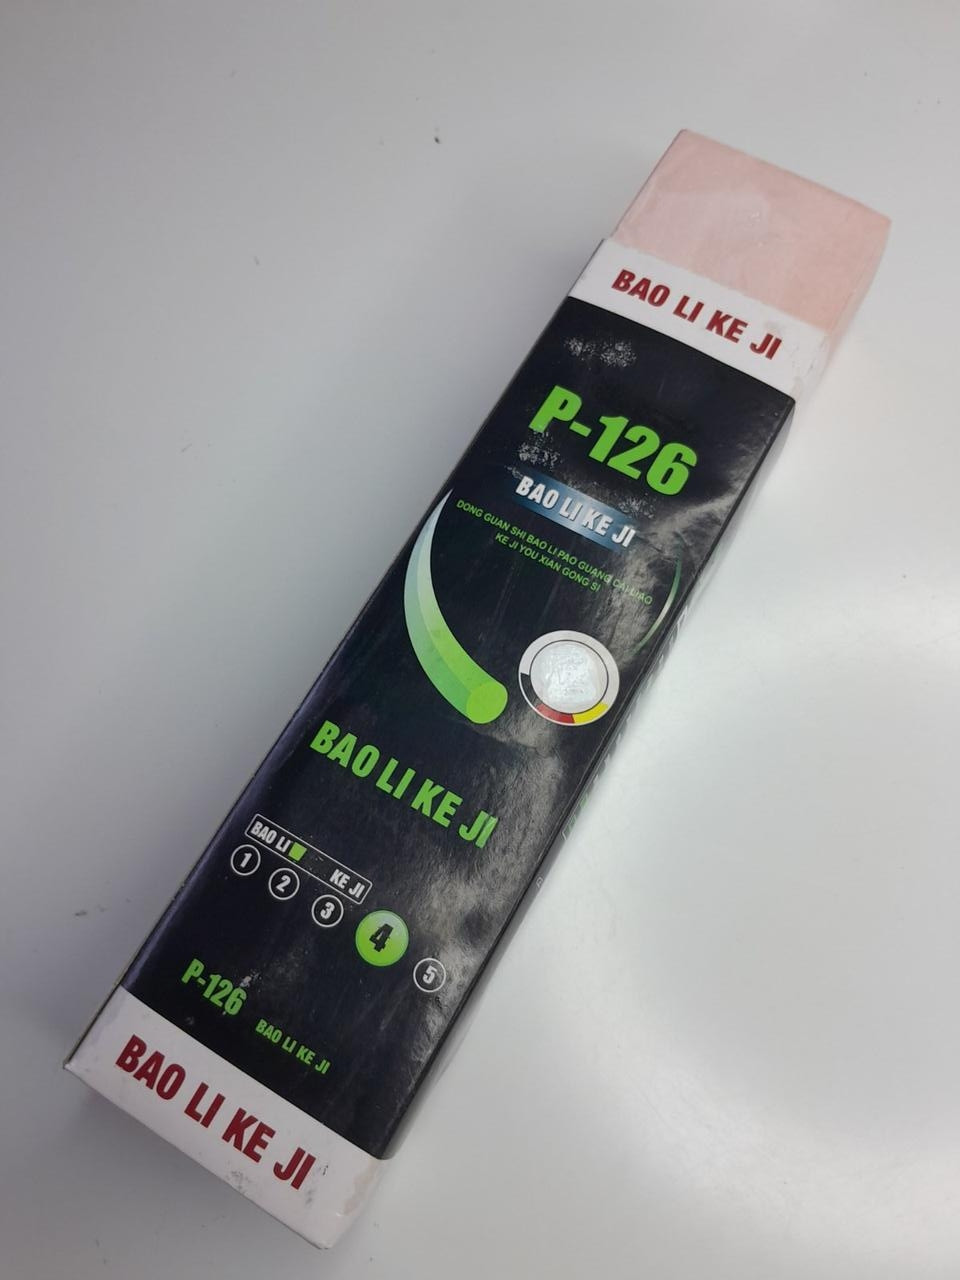 BAO LI KE JI
P-126
BAO LI KE JI
DONG GUAN SHI BAO LI PAO GUANG CAI LIAO
KE JI YOU XIAN GONG SI
BAO LI KE JI
BAO LI KE JI
1 2 3 4 5
P-126
BAO LI KE JI
BAO LI KE JI